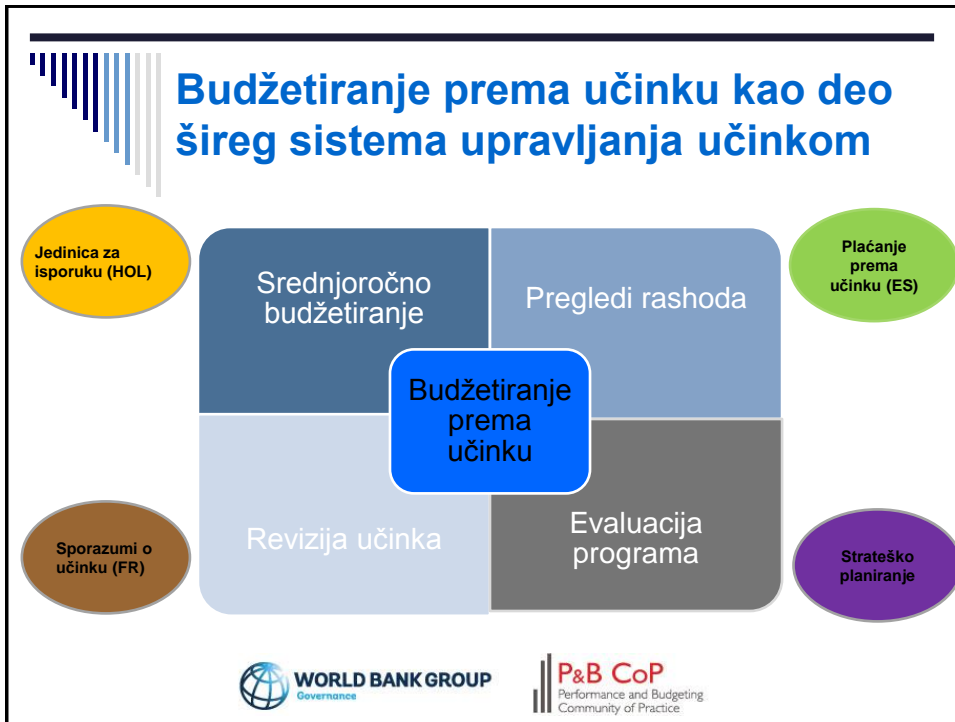 Budžetiranje prema učinku kao deo
šireg sistema upravljanja učinkom
Jedinica za
isporuku (HOL)
Srednjoročno
budžetiranje
Pregledi rashoda
Plaćanje
prema
učinku (ES)
Budžetiranje
prema
učinku
Sporazumi o
učinku (FR)
Revizija učinka
Evaluacija
programa
Strateško
planiranje
WORLD BANK GROUP
Governance
P&B CoP
Performance and Budgeting
Community of Practice